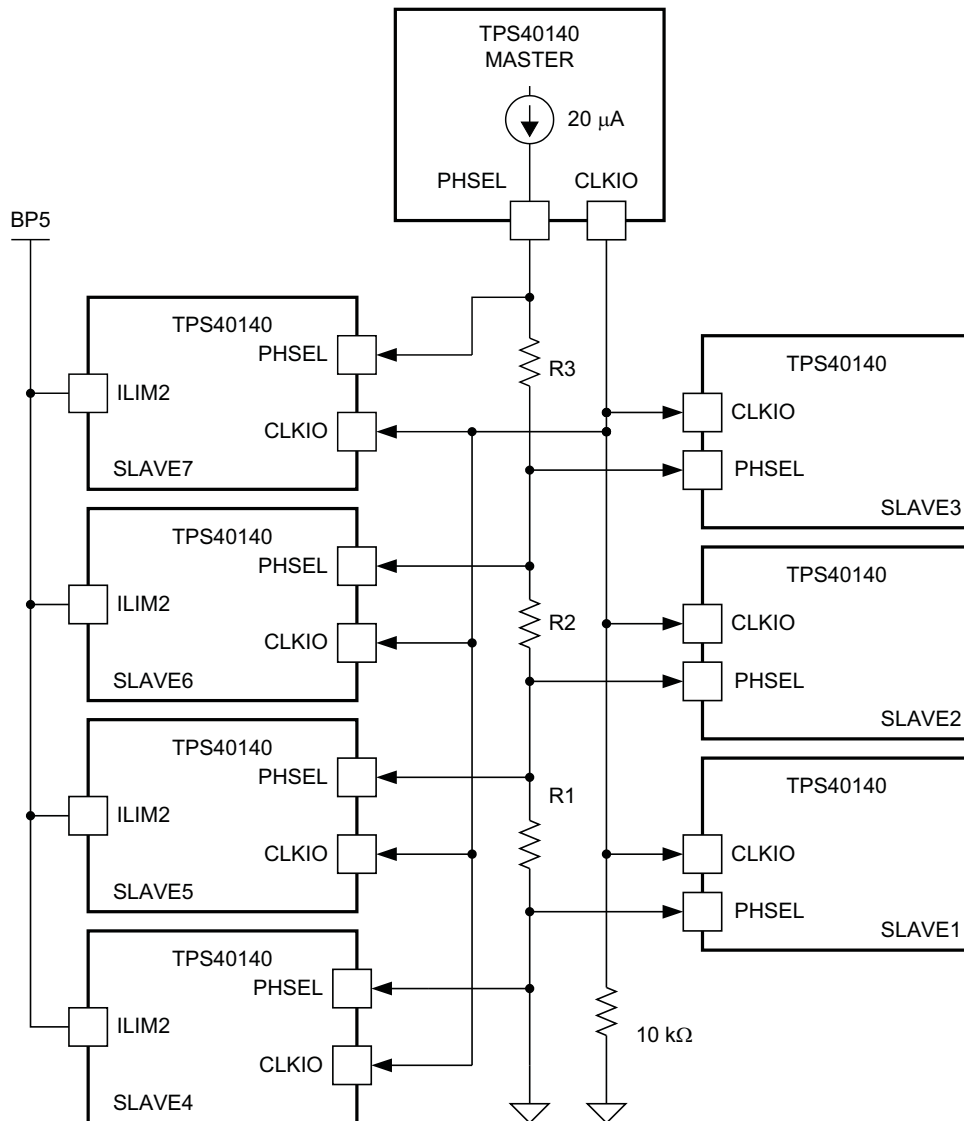 TPS40140
MASTER
20 μA
PHSEL
CLKIO
BP5
TPS40140
PHSEL
ILIM2
CLKIO
SLAVE7
R3
TPS40140
CLKIO
PHSEL
SLAVE3
TPS40140
PHSEL
ILIM2
CLKIO
SLAVE6
R2
TPS40140
CLKIO
PHSEL
SLAVE2
TPS40140
PHSEL
ILIM2
CLKIO
SLAVE5
R1
TPS40140
CLKIO
PHSEL
SLAVE1
TPS40140
PHSEL
ILIM2
CLKIO
SLAVE4
10 kΩ